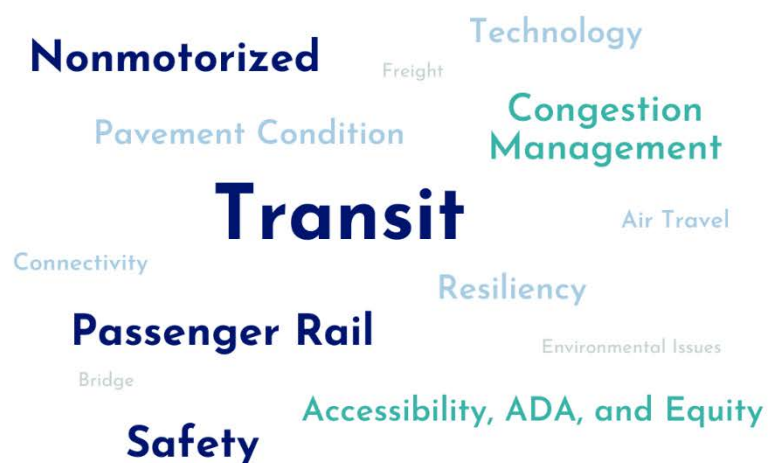 Technology
Nonmotorized
Freight
Congestion
Management
Pavement Condition
Transit
Air Travel
Connectivity
Resiliency
Passenger Rail
Environmental Issues
Bridge
Accessibility, ADA, and Equity
Safety